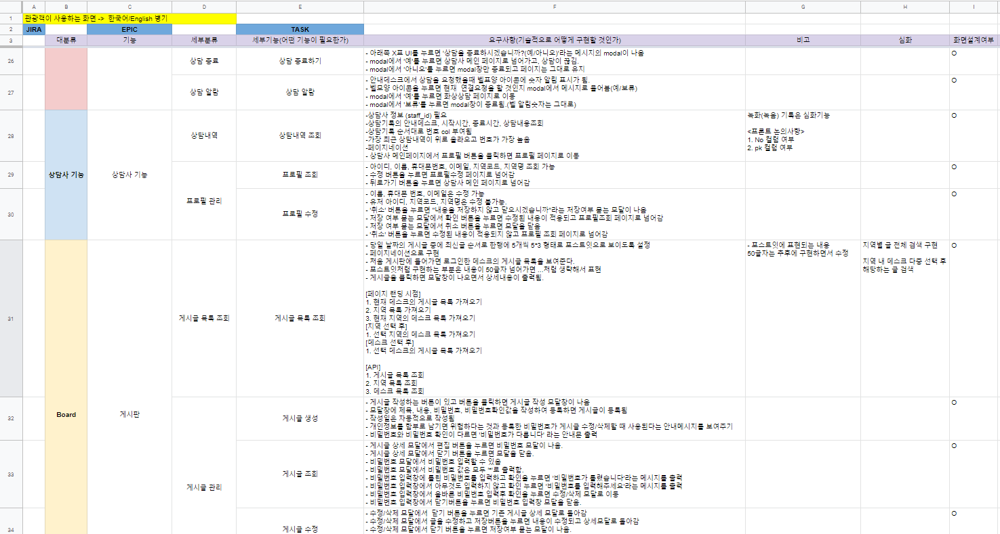 A B C D E F G H I
1 관광객이 사용하는 화면 -> 한국어/English 병기
2 JIRA EPIC TASK
3 대분류 기능 세부분류 세부기능(어떤 기능이 필요한가) 요구사항(기술적으로 어떻게 구현할 것인가) 비고 심화 화면설계여부
26 상담 종료 상담 종료하기 O
- 아래쪽 X표 UI를 누르면 '상담을 종료하시겠습니까?(예/아니오)'라는 메시지의 modal이 나옴
- modal에서 '예'를 누르면 상담사 메인 페이지로 넘어가고, 상담이 끊김.
- modal에서 '아니오'를 누르면 modal창만 종료되고 페이지는 그대로 유지
27 상담 알람 상담 알람 O
- 안내데스크에서 상담을 요청했을때 벨표양 아이콘에 숫자 알림 표시가 됨.
- 벨모양 아이콘을 누르면 현재 연결요청을 할 것인지 modal에서 메시지로 물어봄(예/보류)
- modal에서 '예'를 누르면 화상상담 페이지로 이동
- modal에서 '보류'를 누르면 modal창이 종료됨.(벨 알림숫자는 그대로)
28 상담사 기능 상담사 기능 상담내역 상담내역 조회 O
-상담사 정보 (staff_id) 필요
-상담기록의 안내데스크, 시작시간, 종료시간, 상담내용조회
-상담기록 순서대로 번호 col 부여됨
-가장 최근 상담내역이 위로 올라오고 번호가 가장 높음
-페이지네이션
- 상담사 메인페이지에서 프로필 버튼을 클릭하면 프로필 페이지로 이동
녹화(녹음) 기록은 심화기능
<프론트 논의사항>
1. No 컬럼 여부
2. pk 컬럼 여부
29 프로필 관리 프로필 조회 O
- 아이디, 이름, 휴대폰번호, 이메일, 지역코드, 지역명 조회 가능
- 수정 버튼을 누르면 프로필수정 페이지로 넘어감
- 뒤로가기 버튼을 누르면 상담사 메인 페이지로 넘어감
30 프로필 수정 O
- 이름, 휴대폰 번호, 이메일은 수정 가능
- 유저 아이디, 지역코드, 지역명은 수정 불가능.
- '취소' 버튼을 누르면 "내용을 저장하지 않고 닫으시겠습니까"라는 저장여부 묻는 모달이 나옴
- 저장 여부 묻는 모달에서 확인 버튼을 누르면 수정된 내용이 적용되고 프로필조회 페이지로 넘어감
- 저장 여부 묻는 모달에서 취소 버튼을 누르면 모달을 닫음
- '취소' 버튼을 누르면 수정된 내용이 적용되지 않고 프로필 조회 페이지로 넘어감
31 Board 게시판 게시글 목록 조회 게시글 목록 조회 O
- 당일 날짜의 게시글 중에 최신글 순서로 한행에 5개씩 5*3 형태로 포스트잇으로 보이도록 설정
- 페이지네이션으로 구현
- 처음 게시판에 들어가면 로그인한 데스크의 게시글 목록을 보여준다.
- 포스트잇처럼 구현하는 부분은 내용이 50글자 넘어가면 ...처럼 생략해서 표현
- 게시글을 클릭하면 모달창이 나오면서 상세내용이 출력됨.
[페이지 랜딩 시점]
1. 현재 데스크의 게시글 목록 가져오기
2. 지역 목록 가져오기
3. 현재 지역의 데스크 목록 가져오기
[지역 선택 후]
1. 선택 지역의 데스크 목록 가져오기
[데스크 선택 후]
1. 선택 데스크의 게시글 목록 가져오기
[API]
1. 게시글 목록 조회
2. 지역 목록 조회
3. 데스크 목록 조회
- 포스트잇에 표현되는 내용
50글자는 추후에 구현하면서 수정
지역별 글 전체 검색 구현
지역 내 데스크 다중 선택 후
해당하는 글 검색
32 게시글 관리 게시글 생성 O
- 게시글 작성하는 버튼이 있고 버튼을 클릭하면 게시글 작성 모달창이 나옴
- 모달창에 제목, 내용, 비밀번호, 비밀번호확인값을 작성하여 등록하면 게시글이 등록됨
- 작성일은 자동적으로 작성됨
- 개인정보를 함부로 남기면 위험하다는 것과 등록한 비밀번호가 게시글 수정/삭제할 때 사용된다는 안내메시지를 보여주기
- 비밀번호와 비밀번호 확인이 다르면 '비밀번호가 다릅니다' 라는 안내문 출력
33 게시글 조회 O
- 게시글 상세 모달에서 편집 버튼을 누르면 비밀번호 모달이 나옴.
- 게시글 상세 모달에서 닫기 버튼을 누르면 모달을 닫음.
- 비밀번호 모달에서 비밀번호 입력할 수 있음
- 비밀번호 모달에서 비밀번호 값은 모두 '*'로 출력함.
- 비밀번호 입력창에 틀린 비밀번호를 입력하고 확인을 누르면 '비밀번호가 틀렸습니다'라는 메시지를 출력
- 비밀번호 입력창에서 아무것도 입력하지 않고 확인 누르면 '비밀번호를 입력해주세요'라는 메시지를 출력
- 비밀번호 입력창에서 올바른 비밀번호 입력후 확인을 누르면 수정/삭제 모달로 이동
- 비밀번호 입력창에서 닫기버튼을 누르면 비밀번호 입력창 모달을 닫음.
34 게시글 수정 O
- 수정/삭제 모달에서 닫기 버튼을 누르면 기존 게시글 상세 모달로 돌아감
- 수정/삭제 모달에서 글을 수정하고 저장버튼을 누르면 내용이 수정되고 상세모달로 돌아감
- 수정/삭제 모달에서 닫기 버튼을 누르면 저장여부 묻는 모달이 나옴.